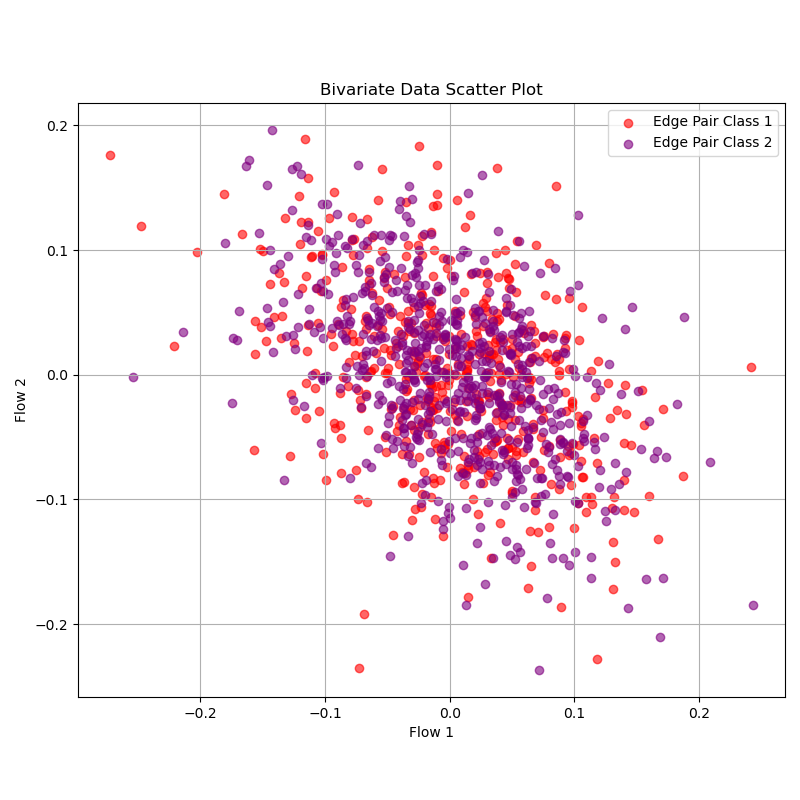 Bivariate Data Scatter Plot
Edge Pair Class 1
Edge Pair Class 2
Flow 2
0.2
0.1
0.0
−0.1
−0.2
−0.2
−0.1
0.0
0.1
0.2
Flow 1